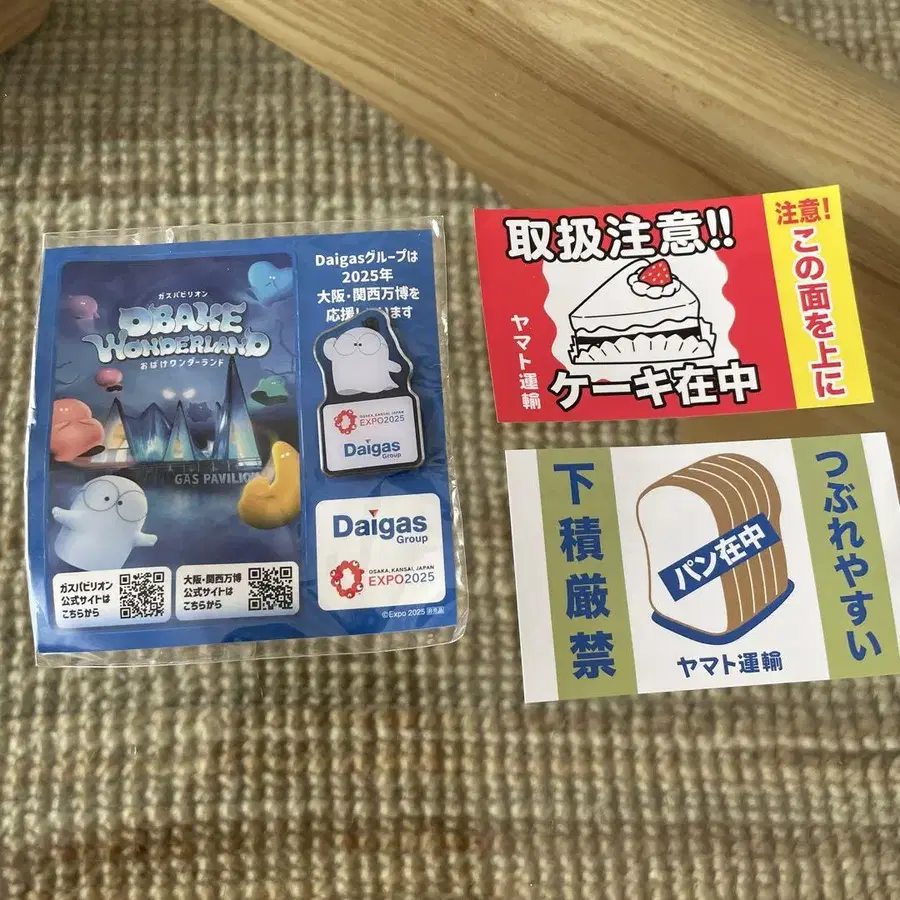 ガスパビリオン
OBAKE
WONDERLAND
おばけワンダーランド
GAS PAVILION
ガスパビリオン
公式サイトは
こちらから
大阪・関西万博
公式サイトは
こちらから
Daigasグループは
2025年
大阪・関西万博を
応援し
ます
OSAKA, KANSAI, JAPAN
EXPO2025
Daigas
Group
Daigas
Group
OSAKA, KANSAI, JAPAN
EXPO2025
©Expo 2025
取扱注意!!
ヤマト運輸
ケーキ在中
注意!
この面を上に
下積厳禁
パン在中
ヤマト運輸
つぶれやすい